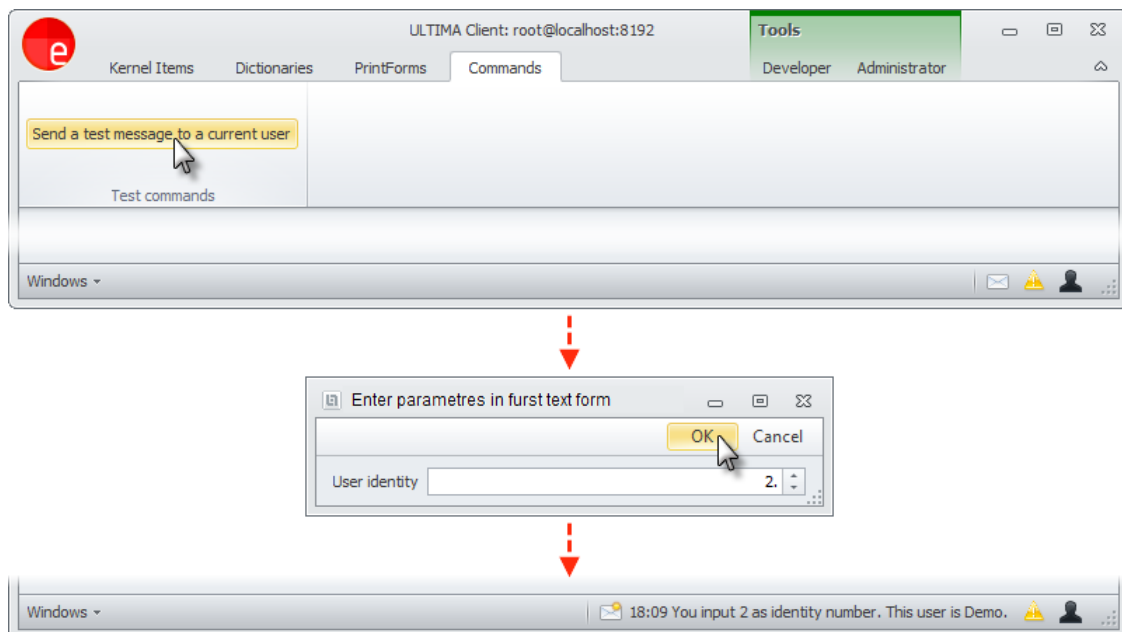 ULTIMA Client: root@localhost:8192
Tools
Kernel Items Dictionaries PrintForms Commands Developer Administrator
Send a test message to a current user
Test commands
Windows
Enter parametres in furst text form
OK Cancel
User identity 2.
Windows 18:09 You input 2 as identity number. This user is Demo.